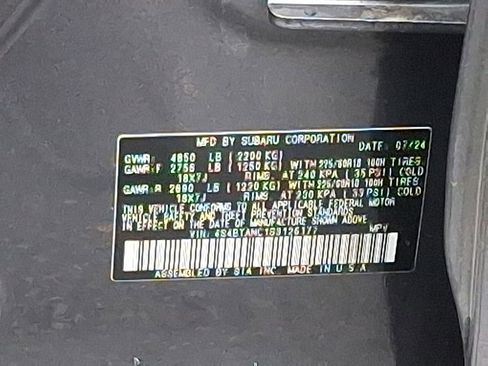 MFD BY SUBARU CORPORATION DATE: 07/24
GVWR: 4850 LB ( 2200 KG)
GAWR:F 2756 LB ( 1250 KG) WITH 225/60R18 100H TIRES,
18X7J RIMS, AT 240 KPA ( 35 PSI) COLD
GAWR:R 2690 LB ( 1220 KG) WITH 225/60R18 100H TIRES,
18X7J RIMS, AT 230 KPA ( 33 PSI) COLD
THIS VEHICLE CONFORMS TO ALL APPLICABLE FEDERAL MOTOR
VEHICLE SAFETY AND THEFT PREVENTION STANDARDS
IN EFFECT ON THE DATE OF MANUFACTURE SHOWN ABOVE.
VIN: MPV
ASSEMBLED BY SIA INC. MADE IN U.S.A